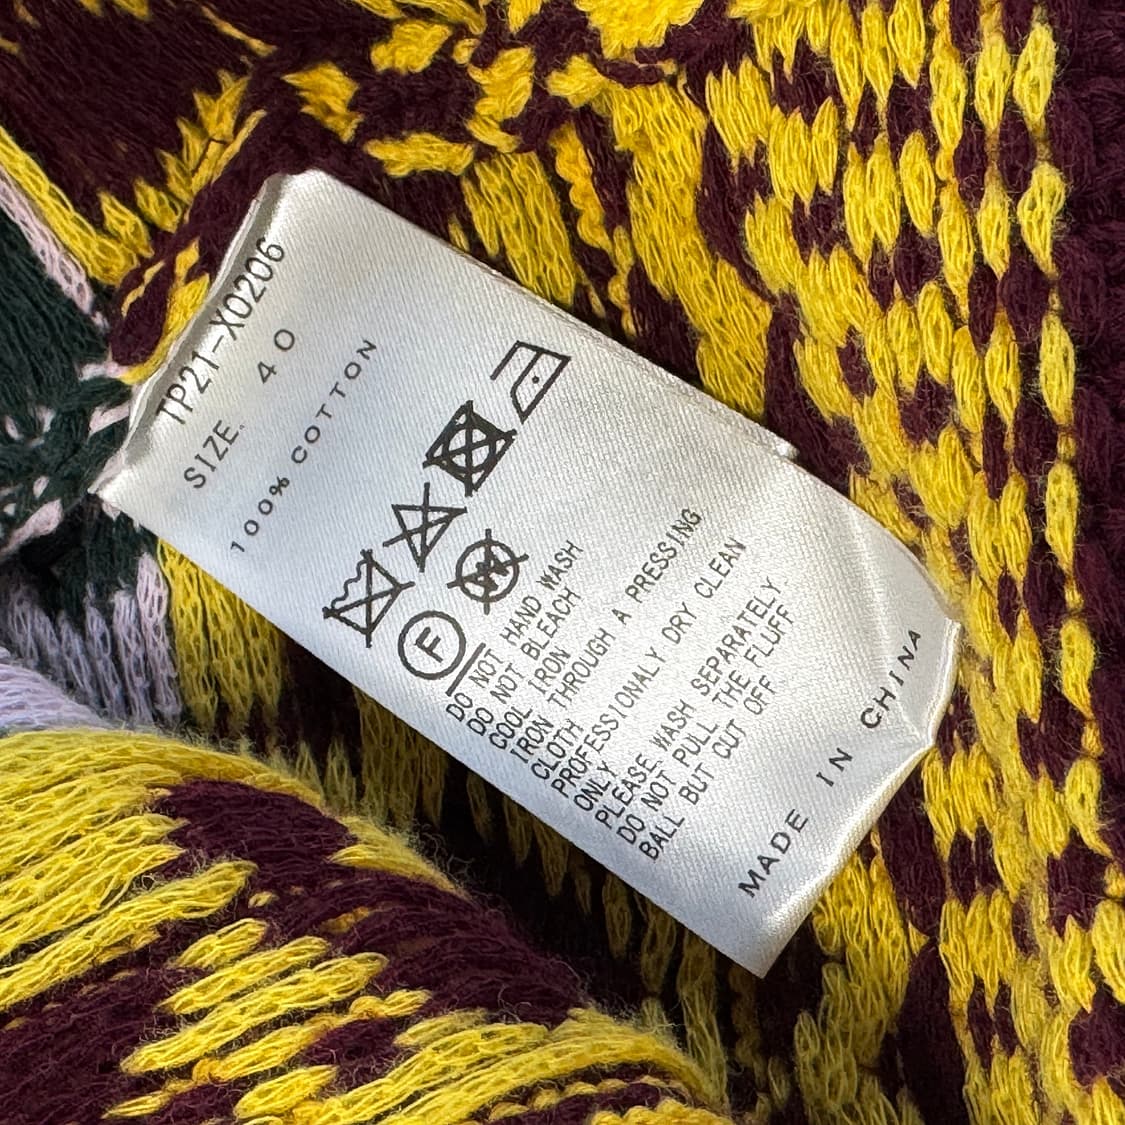 TP21-X0206
SIZE. 40
100% COTTON
F
W
DO NOT HAND WASH
DO NOT BLEACH
COOL IRON
IRON THROUGH A PRESSING
CLOTH
PROFESSIONALY DRY CLEAN
ONLY
PLEASE WASH SEPARATELY
DO NOT PULL THE FLUFF
BALL BUT CUT OFF
MADE IN CHINA